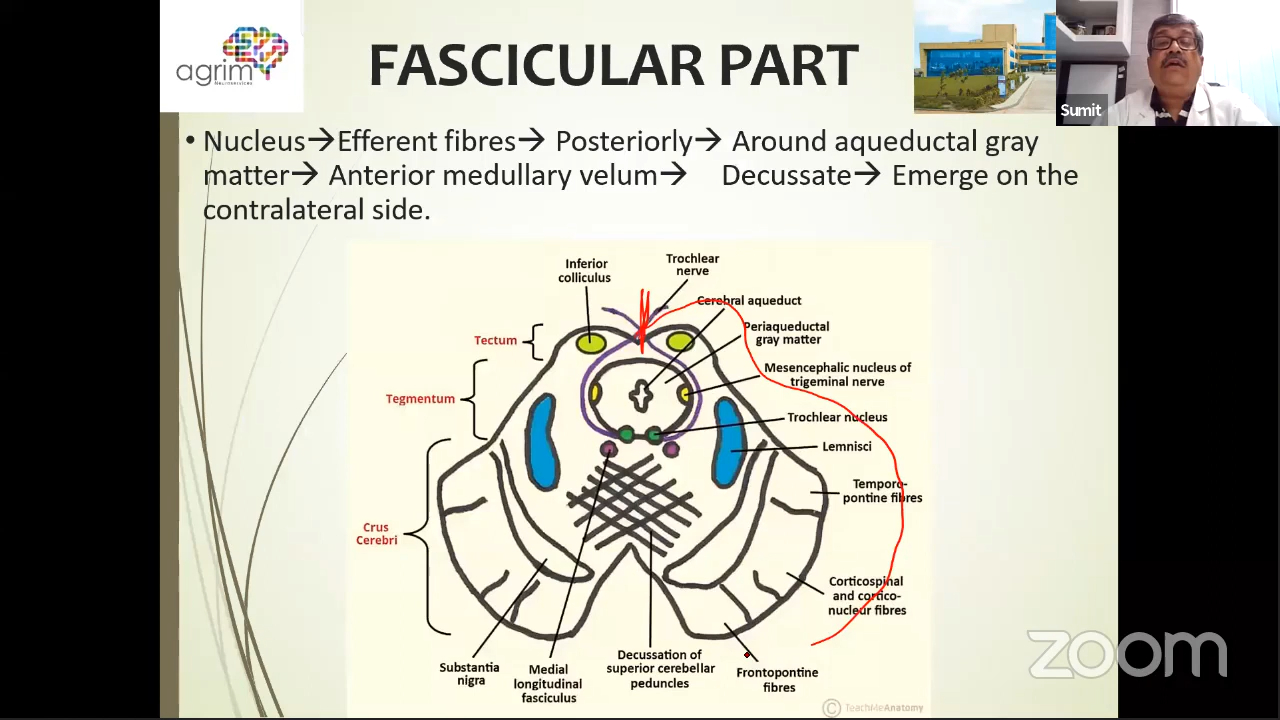 agrim
Neurosciences
FASCICULAR PART
Sumit
• Nucleus→Efferent fibres→ Posteriorly→ Around aqueductal gray
matter→ Anterior medullary velum→ Decussate→ Emerge on the
contralateral side.
Inferior
colliculus
Trochlear
nerve
Cerebral aqueduct
Periaqueductal
gray matter
Tectum
Mesencephalic nucleus of
trigeminal nerve
Tegmentum
Trochlear nucleus
Lemnisci
Temporo-
pontine fibres
Crus
Cerebri
Corticospinal
and cortico-
nuclear fibres
Substantia
nigra
Medial
longitudinal
fasciculus
Decussation of
superior cerebellar
peduncles
Frontopontine
fibres
© TeachMeAnatomy
zoom